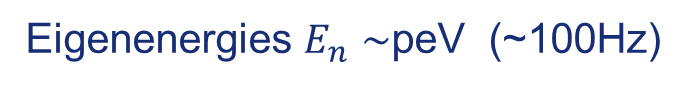 Eigenenergies Eₙ ~peV (~100Hz)